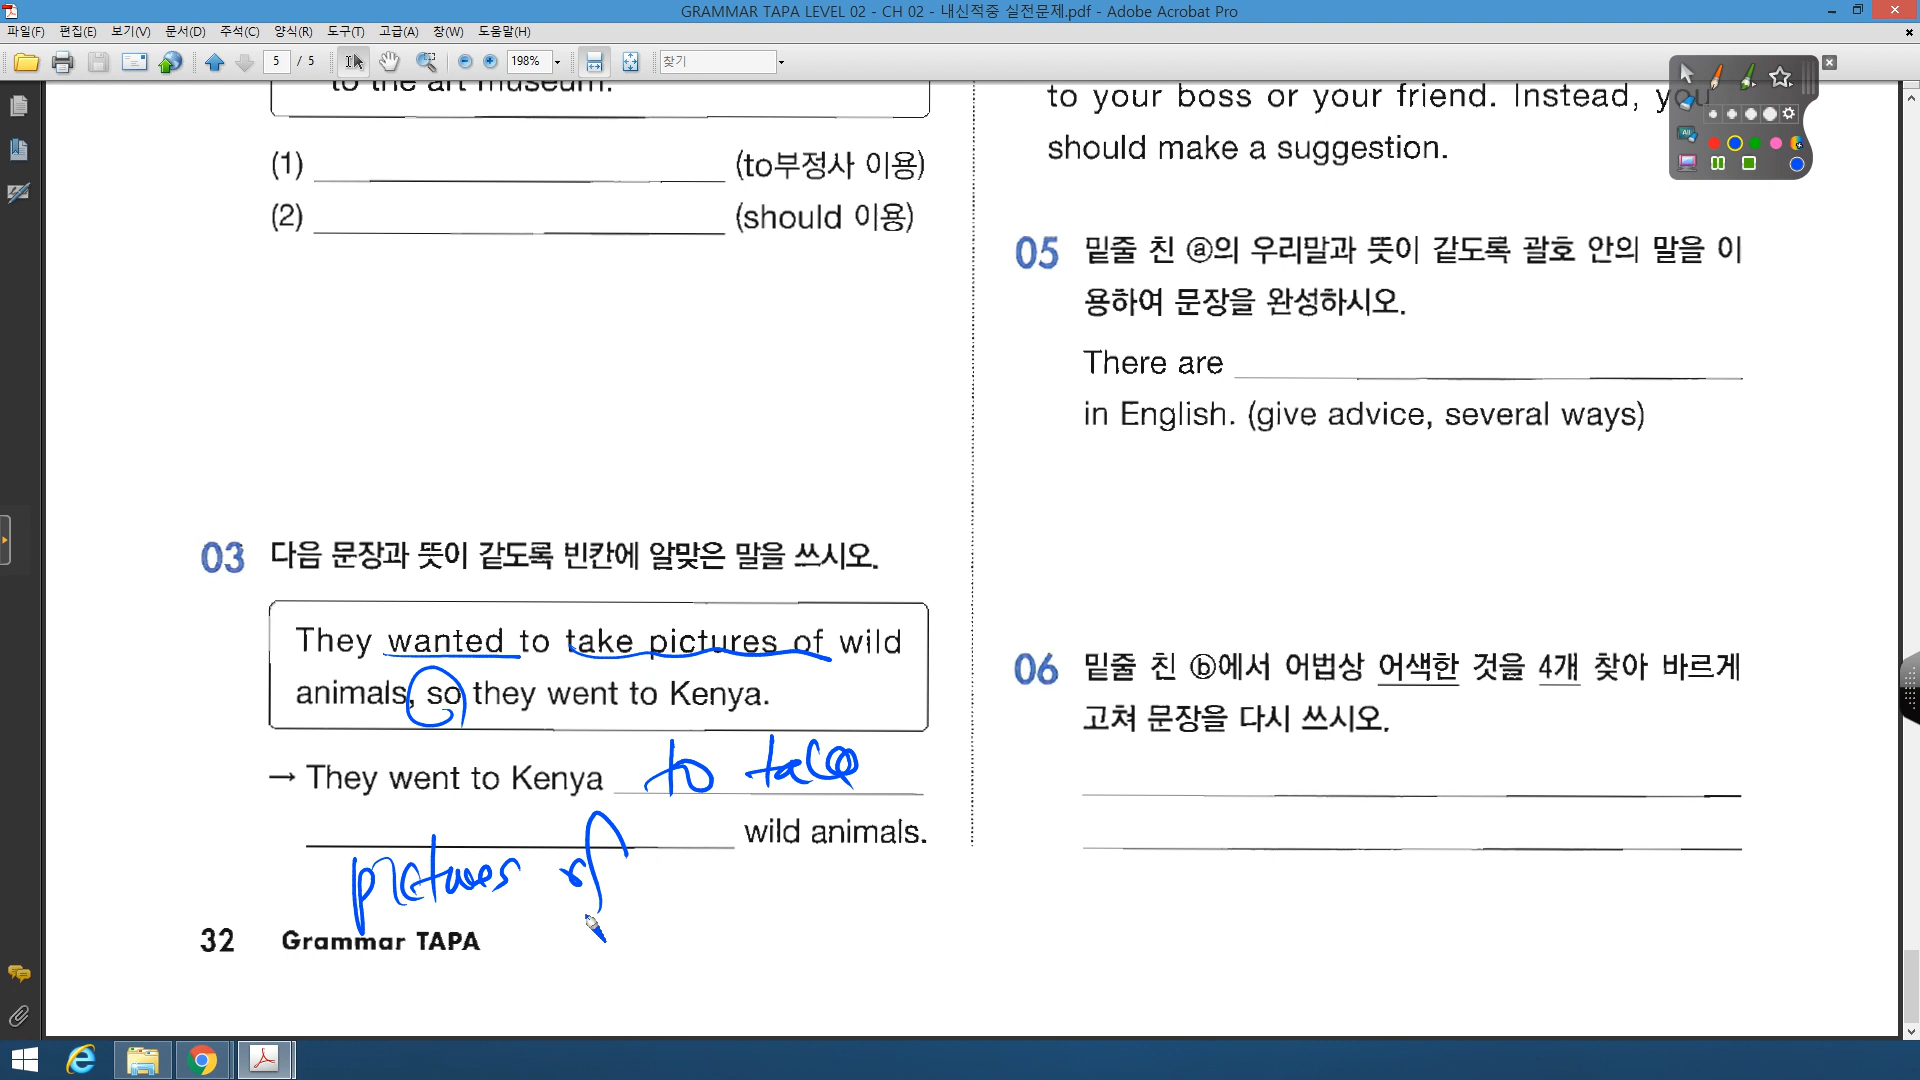 GRAMMAR TAPA LEVEL 02 - CH 02 - 내신적중 실전문제.pdf - Adobe Acrobat Pro
파일(F) 편집(E) 보기(V) 문서(D) 주석(C) 양식(R) 도구(T) 고급(A) 창(W) 도움말(H)
5 / 5 198% 찾기
to the art museum.
(1) (to부정사 이용)
(2) (should 이용)
03 다음 문장과 뜻이 같도록 빈칸에 알맞은 말을 쓰시오.
They wanted to take pictures of wild
animals, so they went to Kenya.
→ They went to Kenya to take
wild animals.
pictures of
32 Grammar TAPA
to your boss or your friend. Instead, you
should make a suggestion.
05 밑줄 친 ⓐ의 우리말과 뜻이 같도록 괄호 안의 말을 이
용하여 문장을 완성하시오.
There are
in English. (give advice, several ways)
06 밑줄 친 ⓑ에서 어법상 어색한 것을 4개 찾아 바르게
고쳐 문장을 다시 쓰시오.